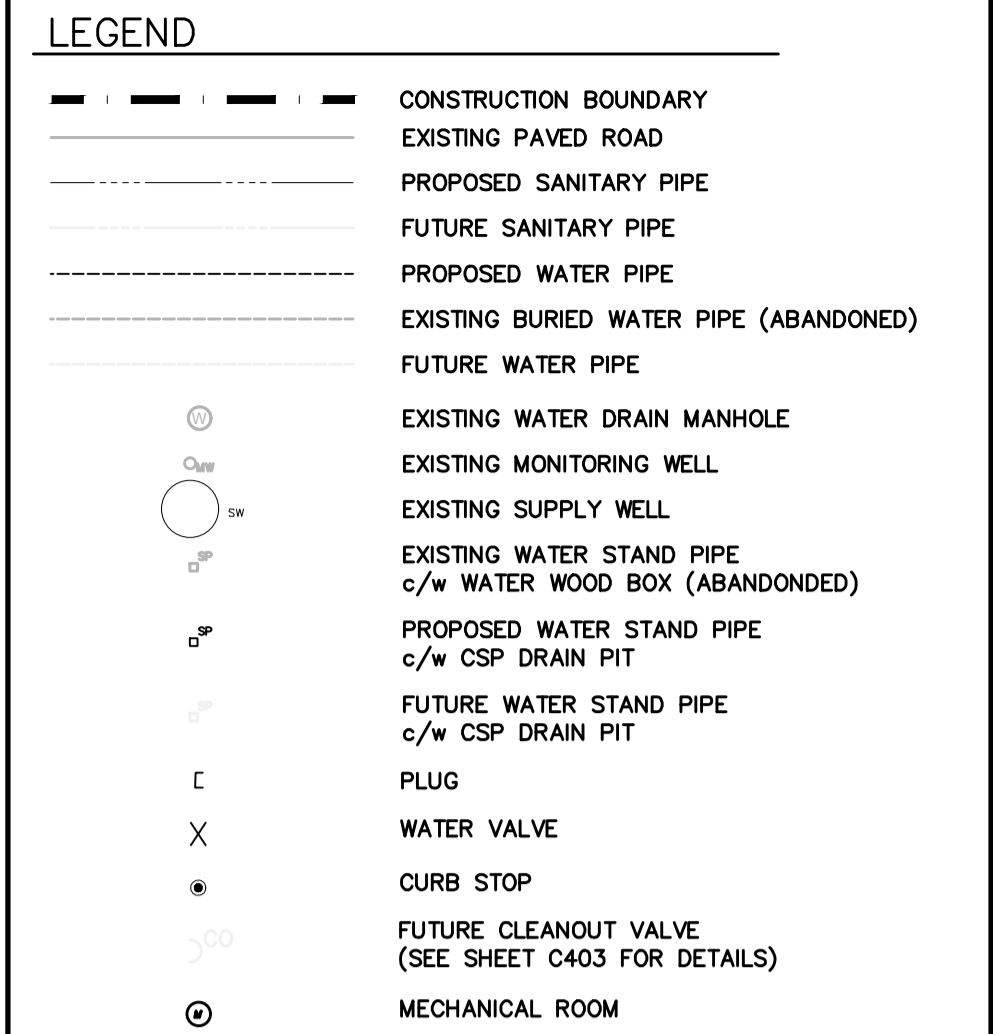 LEGEND
CONSTRUCTION BOUNDARY
EXISTING PAVED ROAD
PROPOSED SANITARY PIPE
FUTURE SANITARY PIPE
PROPOSED WATER PIPE
EXISTING BURIED WATER PIPE (ABANDONED)
FUTURE WATER PIPE
W EXISTING WATER DRAIN MANHOLE
MW EXISTING MONITORING WELL
SW EXISTING SUPPLY WELL
SP EXISTING WATER STAND PIPE
c/w WATER WOOD BOX (ABANDONDED)
SP PROPOSED WATER STAND PIPE
c/w CSP DRAIN PIT
SP FUTURE WATER STAND PIPE
c/w CSP DRAIN PIT
PLUG
WATER VALVE
CURB STOP
CO FUTURE CLEANOUT VALVE
(SEE SHEET C403 FOR DETAILS)
M MECHANICAL ROOM